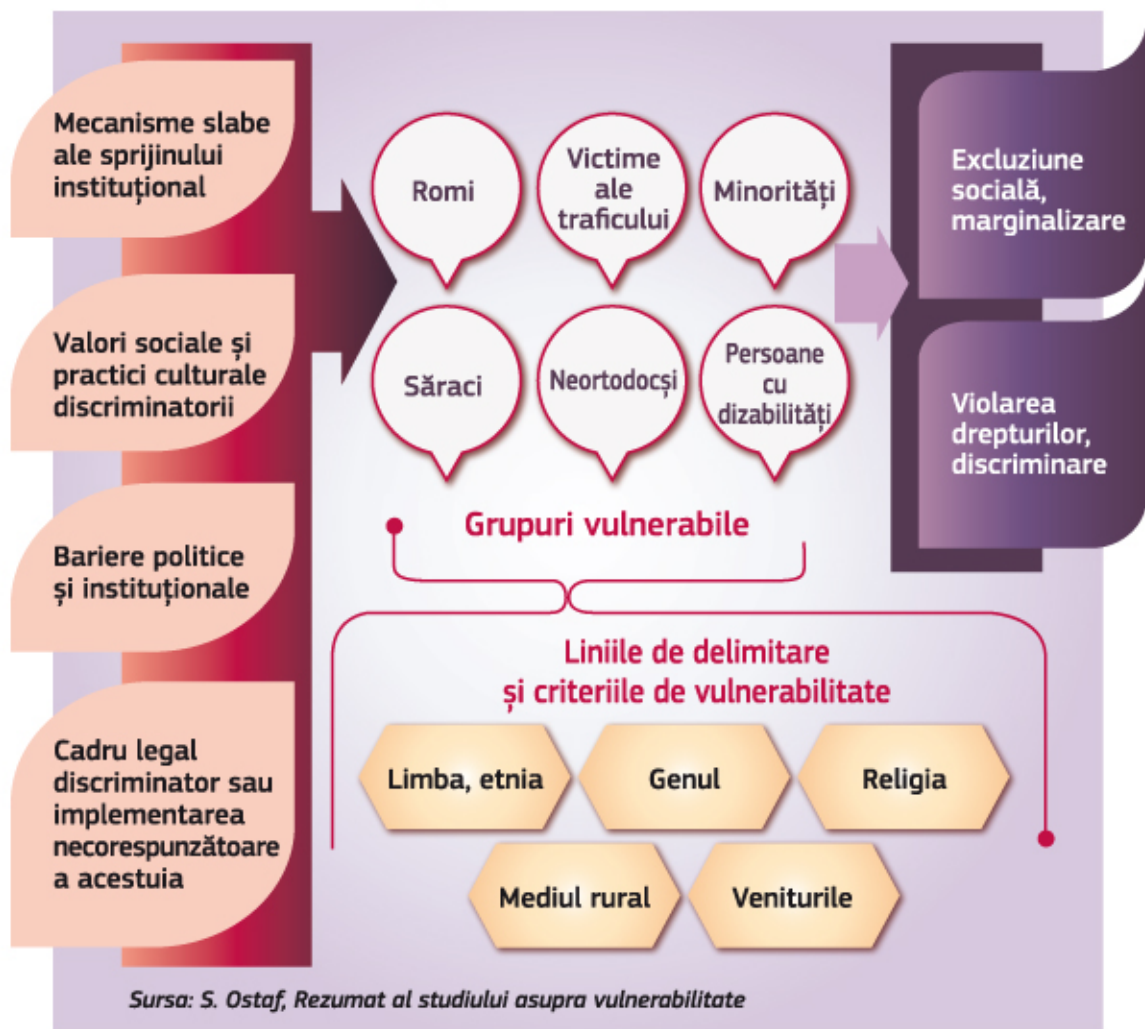 Mecanisme slabe
ale sprijinului
instituțional
Valori sociale și
practici culturale
discriminatorii
Bariere politice
și instituționale
Cadru legal
discriminator sau
implementarea
necorespunzătoare
a acestuia
Romi
Victime
ale
traficului
Minorități
Săraci
Neortodocși
Persoane
cu
dizabilități
Grupuri vulnerabile
Liniile de delimitare
și criteriile de vulnerabilitate
Limba, etnia
Genul
Religia
Mediul rural
Veniturile
Excluziune
socială,
marginalizare
Violarea
drepturilor,
discriminare
Sursa: S. Ostaf, Rezumat al studiului asupra vulnerabilitate